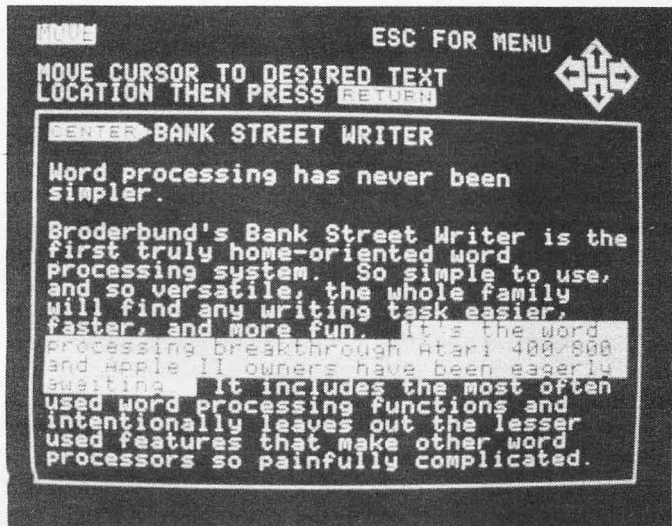 MOVE
ESC FOR MENU
MOVE CURSOR TO DESIRED TEXT
LOCATION THEN PRESS RETURN
CENTER BANK STREET WRITER
Word processing has never been
simpler.
Broderbund's Bank Street Writer is the
first truly home-oriented word
processing system. So simple to use,
and so versatile, the whole family
will find any writing task easier,
faster, and more fun. It's the word
processing breakthrough Atari 400/800
and Apple II owners have been eagerly
awaiting. It includes the most often
used word processing functions and
intentionally leaves out the lesser
used features that make other word
processors so painfully complicated.